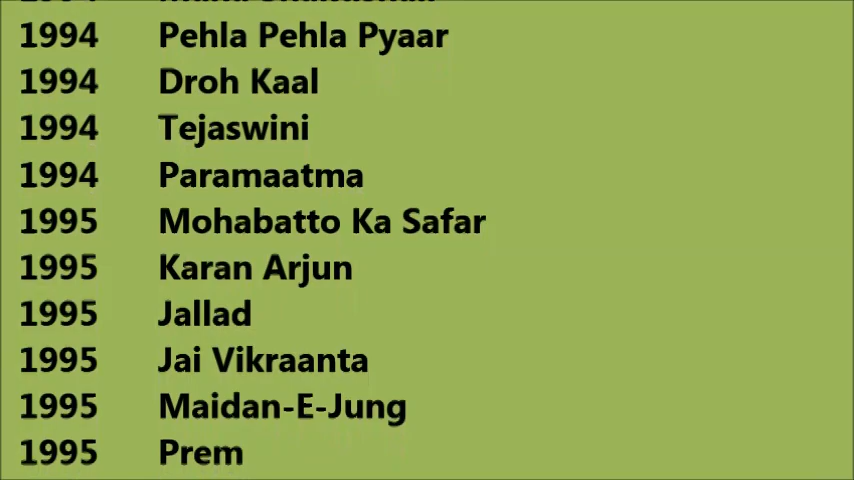 1994 Pehla Pehla Pyaar
1994 Droh Kaal
1994 Tejaswini
1994 Paramaatma
1995 Mohabatto Ka Safar
1995 Karan Arjun
1995 Jallad
1995 Jai Vikraanta
1995 Maidan-E-Jung
1995 Prem